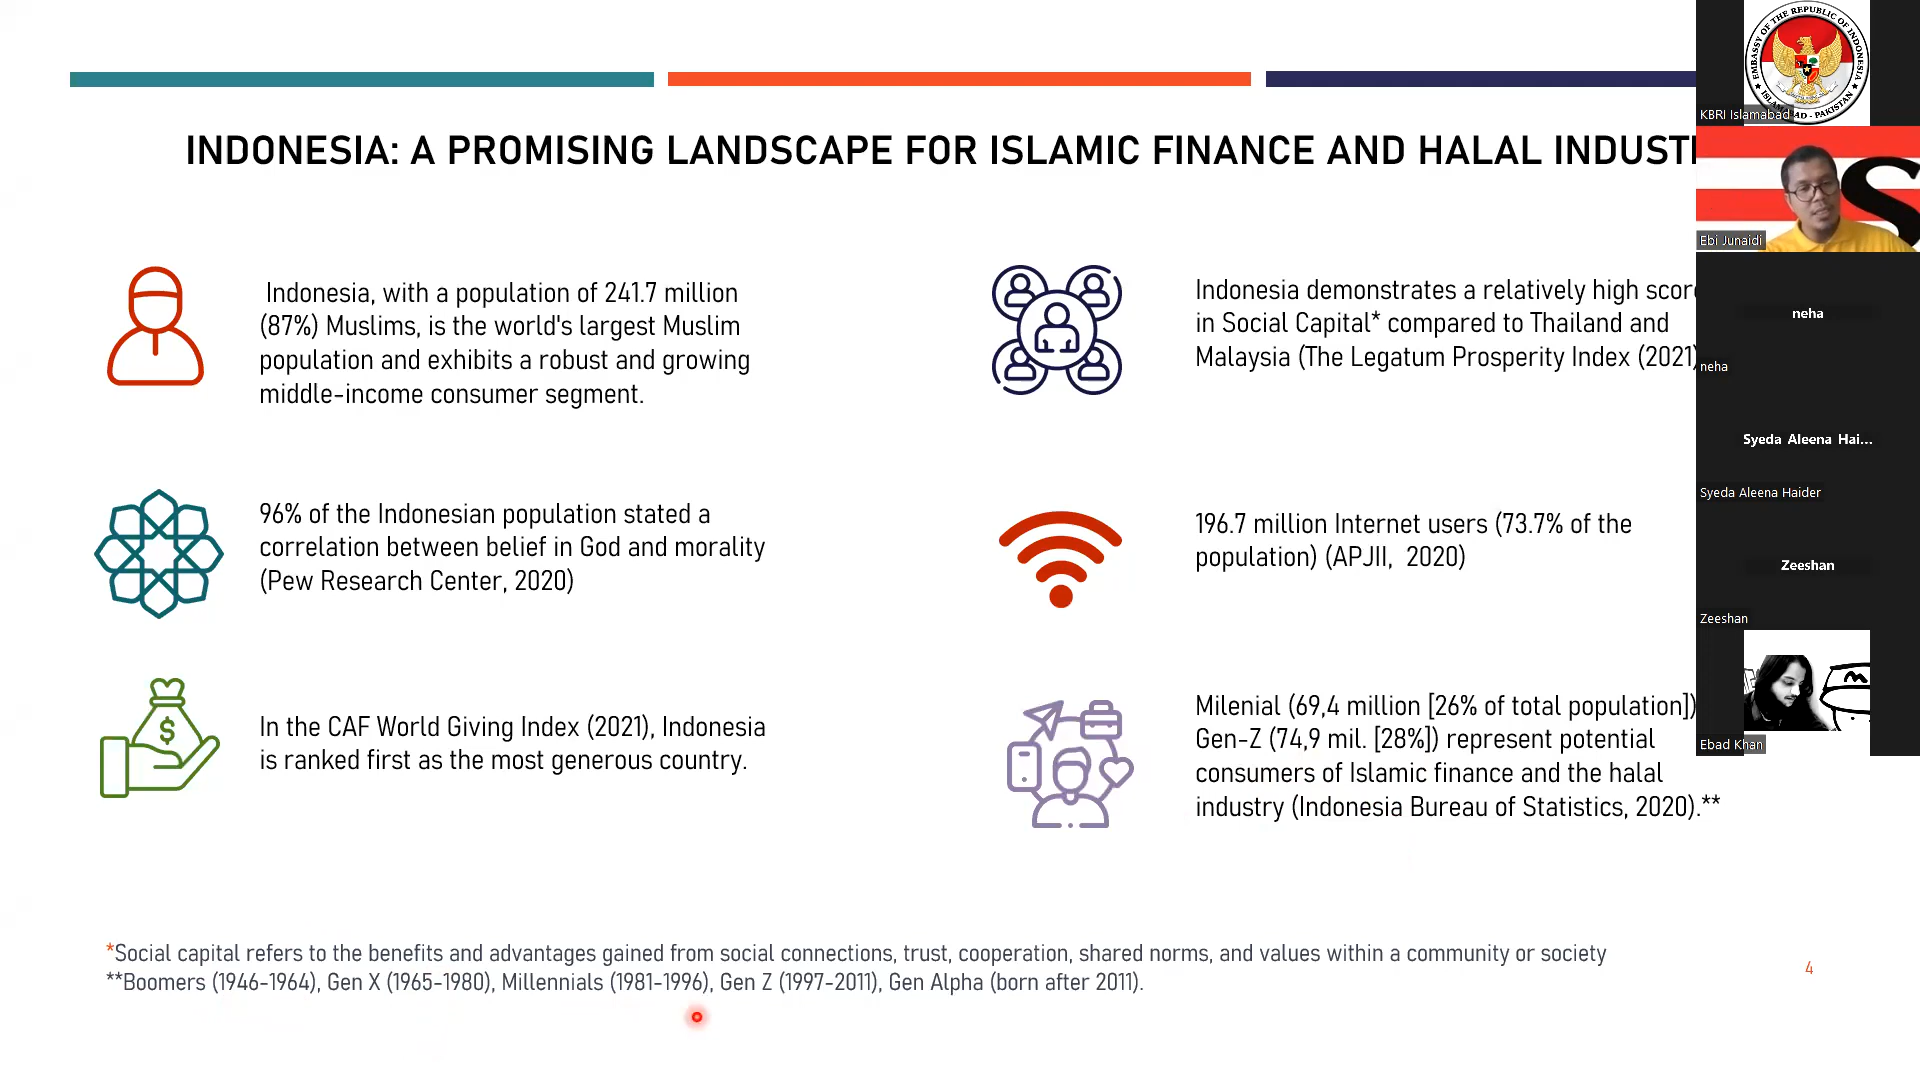 INDONESIA: A PROMISING LANDSCAPE FOR ISLAMIC FINANCE AND HALAL INDUST
Indonesia, with a population of 241.7 million
(87%) Muslims, is the world's largest Muslim
population and exhibits a robust and growing
middle-income consumer segment.
96% of the Indonesian population stated a
correlation between belief in God and morality
(Pew Research Center, 2020)
In the CAF World Giving Index (2021), Indonesia
is ranked first as the most generous country.
Indonesia demonstrates a relatively high score
in Social Capital* compared to Thailand and
Malaysia (The Legatum Prosperity Index (2021)
196.7 million Internet users (73.7% of the
population) (APJII, 2020)
Milenial (69,4 million [26% of total population])
Gen-Z (74,9 mil. [28%]) represent potential
consumers of Islamic finance and the halal
industry (Indonesia Bureau of Statistics, 2020).**
*Social capital refers to the benefits and advantages gained from social connections, trust, cooperation, shared norms, and values within a community or society
**Boomers (1946-1964), Gen X (1965-1980), Millennials (1981-1996), Gen Z (1997-2011), Gen Alpha (born after 2011).
4
EMBASSY OF THE REPUBLIC OF INDONESIA
ISLAMABAD - PAKISTAN
KBRI Islamabad
S
Ebi Junaidi
neha
neha
Syeda Aleena Hai...
Syeda Aleena Haider
Zeeshan
Zeeshan
Ebad Khan